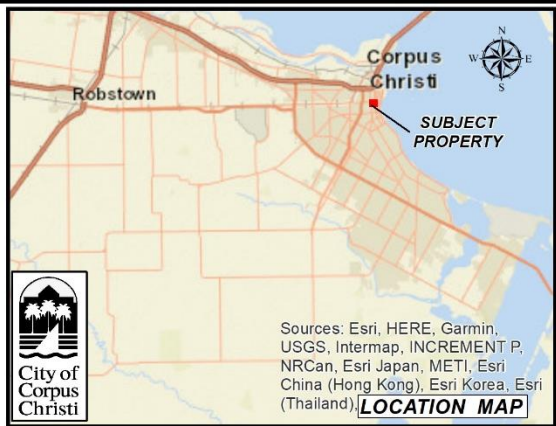 Corpus
Christi
N
W E
S
Robstown
SUBJECT
PROPERTY
City of
Corpus
Christi
Sources: Esri, HERE, Garmin,
USGS, Intermap, INCREMENT P,
NRCan, Esri Japan, METI, Esri
China (Hong Kong), Esri Korea, Esri
(Thailand),
LOCATION MAP